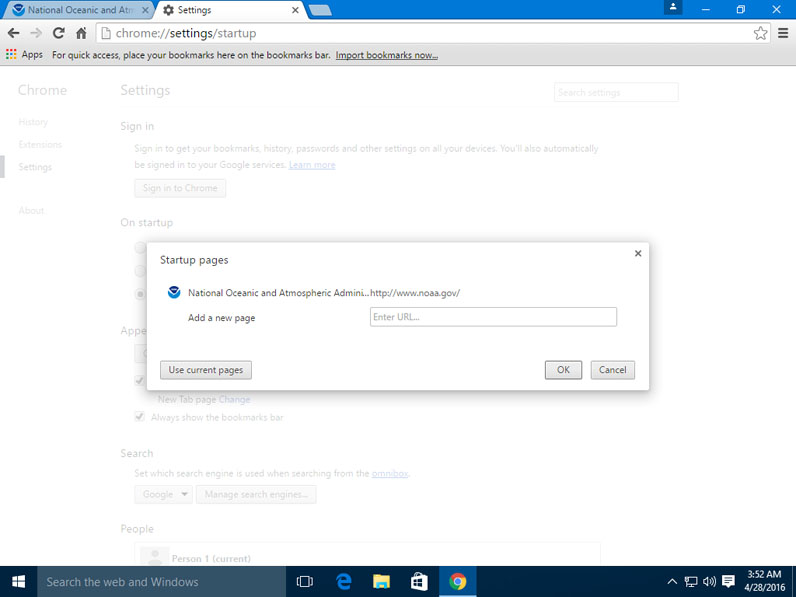 National Oceanic and Atm
Settings
chrome://settings/startup
Apps
For quick access, place your bookmarks here on the bookmarks bar.
Import bookmarks now...
Chrome
Settings
Search settings
History
Extensions
Settings
About
Sign in
Sign in to get your bookmarks, history, passwords and other settings on all your devices. You'll also automatically
be signed in to your Google services. Learn more
Sign in to Chrome
On startup
Startup pages
National Oceanic and Atmospheric Admini...http://www.noaa.gov/
Add a new page
Enter URL...
Use current pages
OK
Cancel
Appe
New Tab page Change
Always show the bookmarks bar
Search
Set which search engine is used when searching from the omnibox.
Google
Manage search engines...
People
Person 1 (current)
Search the web and Windows
3:52 AM
4/28/2016